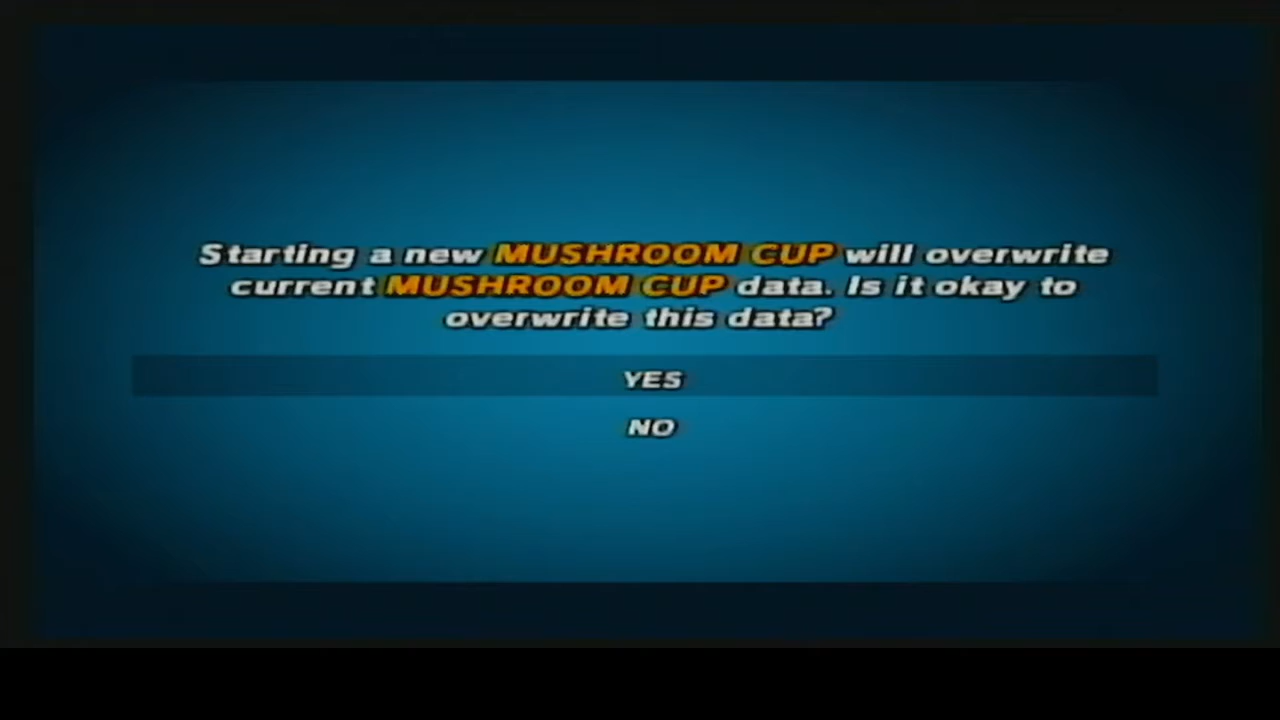 Starting a new MUSHROOM CUP will overwrite
current MUSHROOM CUP data. Is it okay to
overwrite this data?
YES
NO